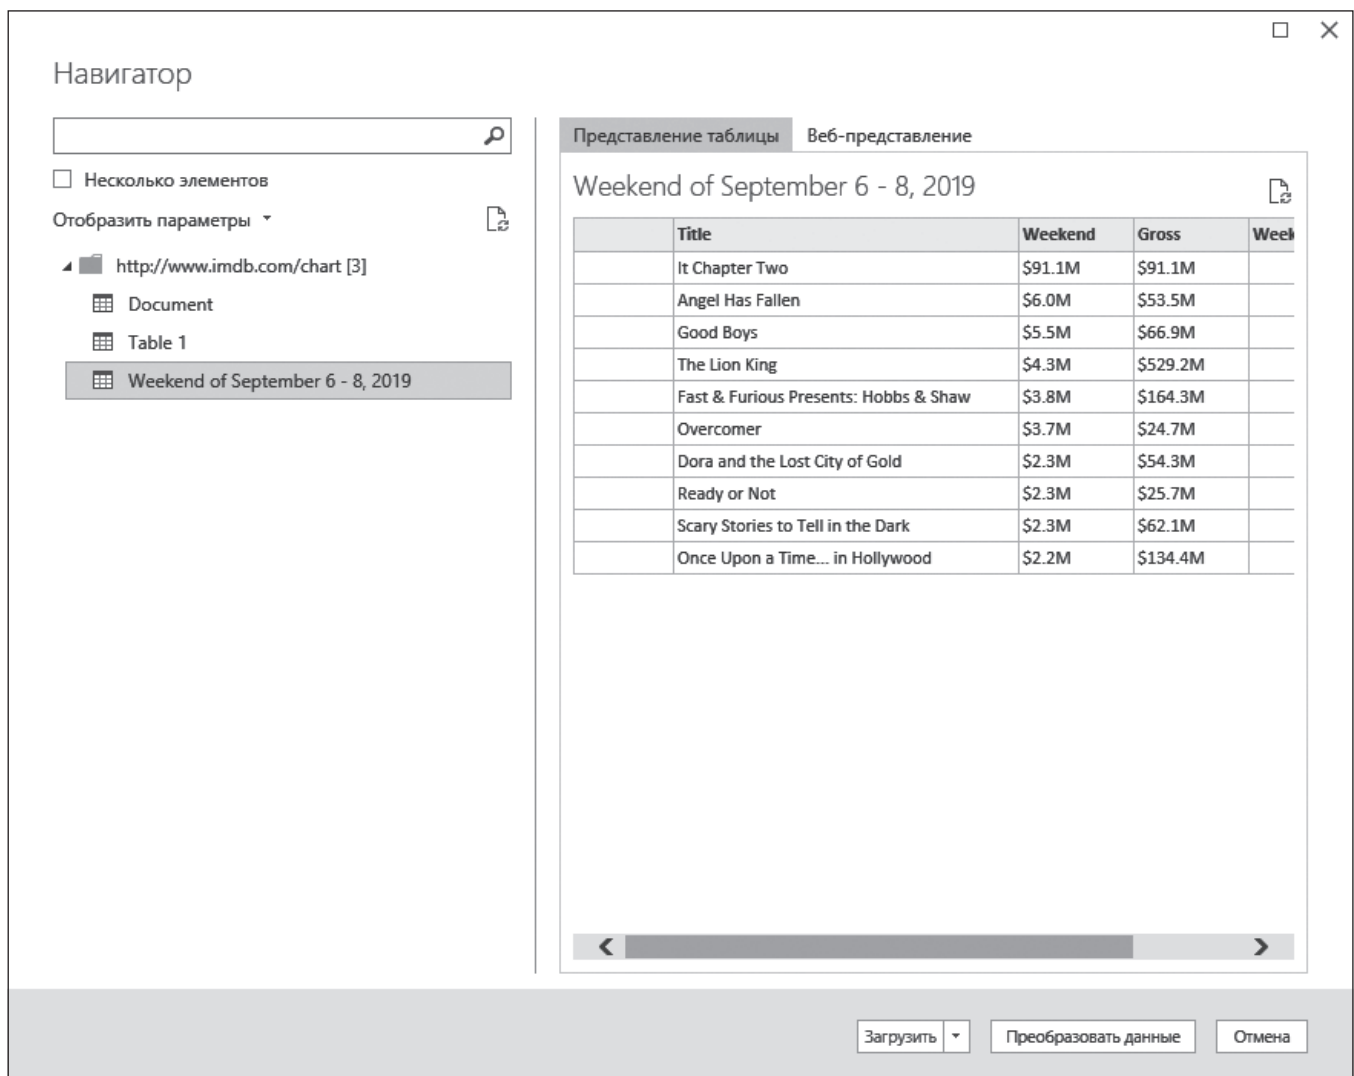 Навигатор
Несколько элементов
Отобразить параметры
http://www.imdb.com/chart [3]
Document
Table 1
Weekend of September 6 - 8, 2019
Представление таблицы Веб-представление
Weekend of September 6 - 8, 2019
Title Weekend Gross Week
It Chapter Two $91.1M $91.1M
Angel Has Fallen $6.0M $53.5M
Good Boys $5.5M $66.9M
The Lion King $4.3M $529.2M
Fast & Furious Presents: Hobbs & Shaw $3.8M $164.3M
Overcomer $3.7M $24.7M
Dora and the Lost City of Gold $2.3M $54.3M
Ready or Not $2.3M $25.7M
Scary Stories to Tell in the Dark $2.3M $62.1M
Once Upon a Time... in Hollywood $2.2M $134.4M
Загрузить Преобразовать данные Отмена